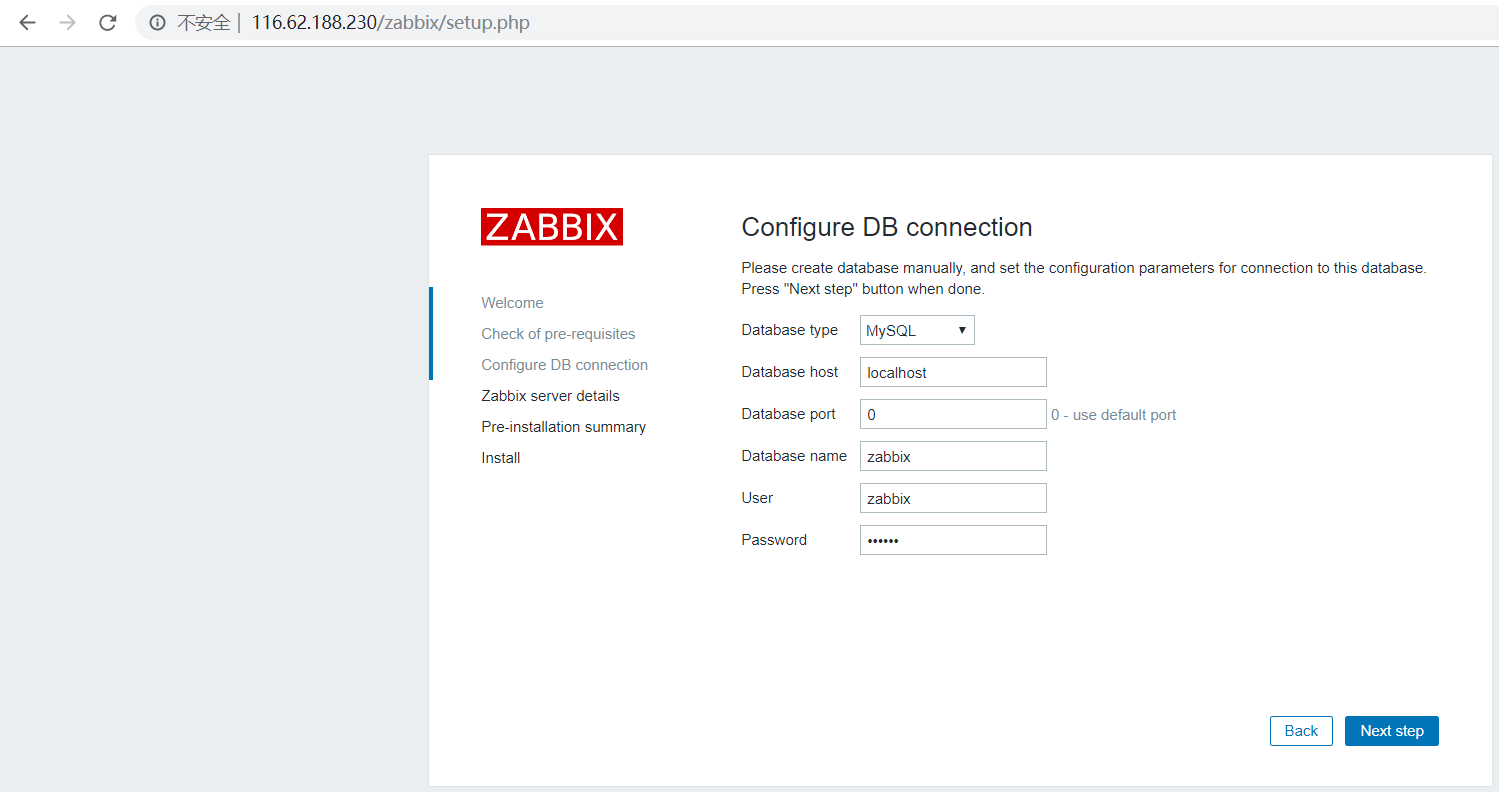 不安全 | 116.62.188.230/zabbix/setup.php
ZABBIX
Welcome
Check of pre-requisites
Configure DB connection
Zabbix server details
Pre-installation summary
Install
Configure DB connection
Please create database manually, and set the configuration parameters for connection to this database.
Press "Next step" button when done.
Database type MySQL
Database host localhost
Database port 0 0 - use default port
Database name zabbix
User zabbix
Password ••••••
Back Next step